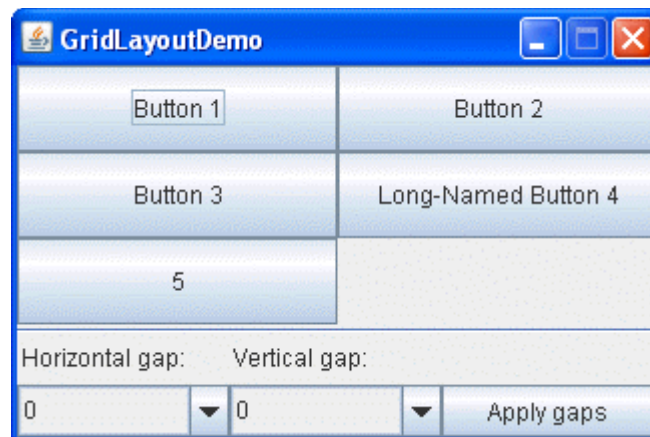 GridLayoutDemo
Button 1 Button 2
Button 3 Long-Named Button 4
5
Horizontal gap: Vertical gap:
0 0 Apply gaps